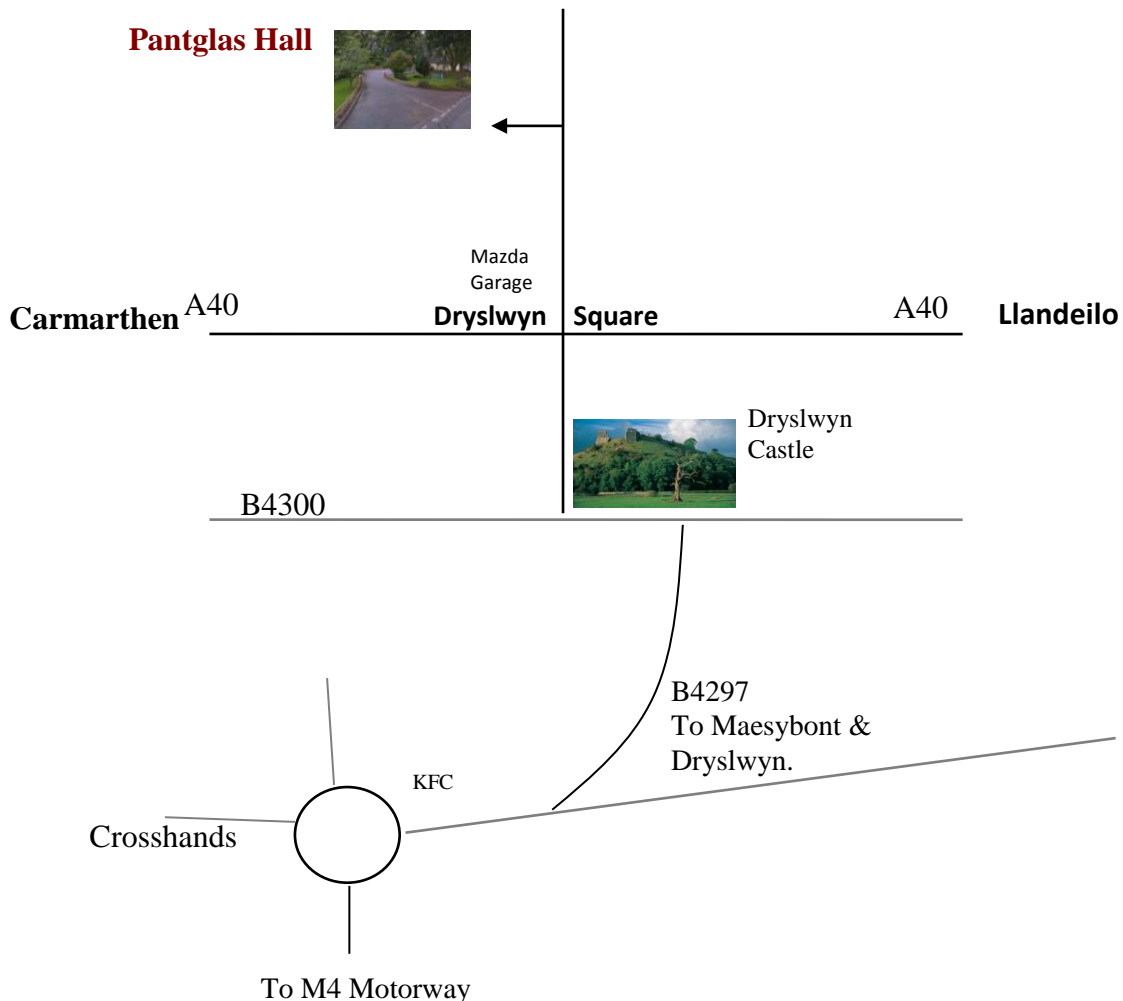 Pantglas Hall
Mazda
Garage
Carmarthen A40 Dryslwyn Square A40 Llandeilo
Dryslwyn
Castle
B4300
B4297
To Maesybont &
Dryslwyn.
KFC
Crosshands
To M4 Motorway